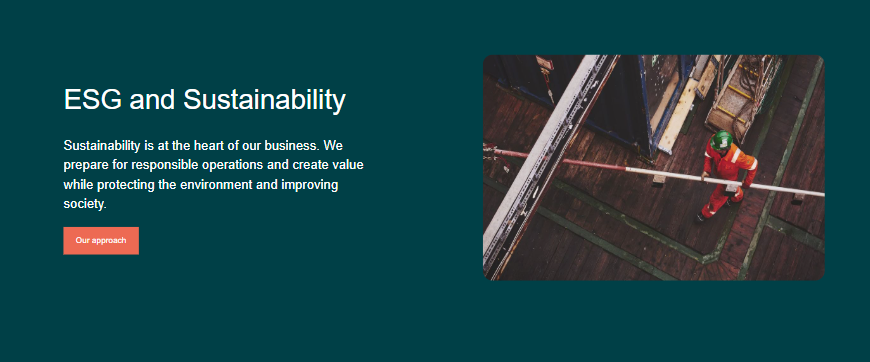 ESG and Sustainability
Sustainability is at the heart of our business. We
prepare for responsible operations and create value
while protecting the environment and improving
society.
Our approach